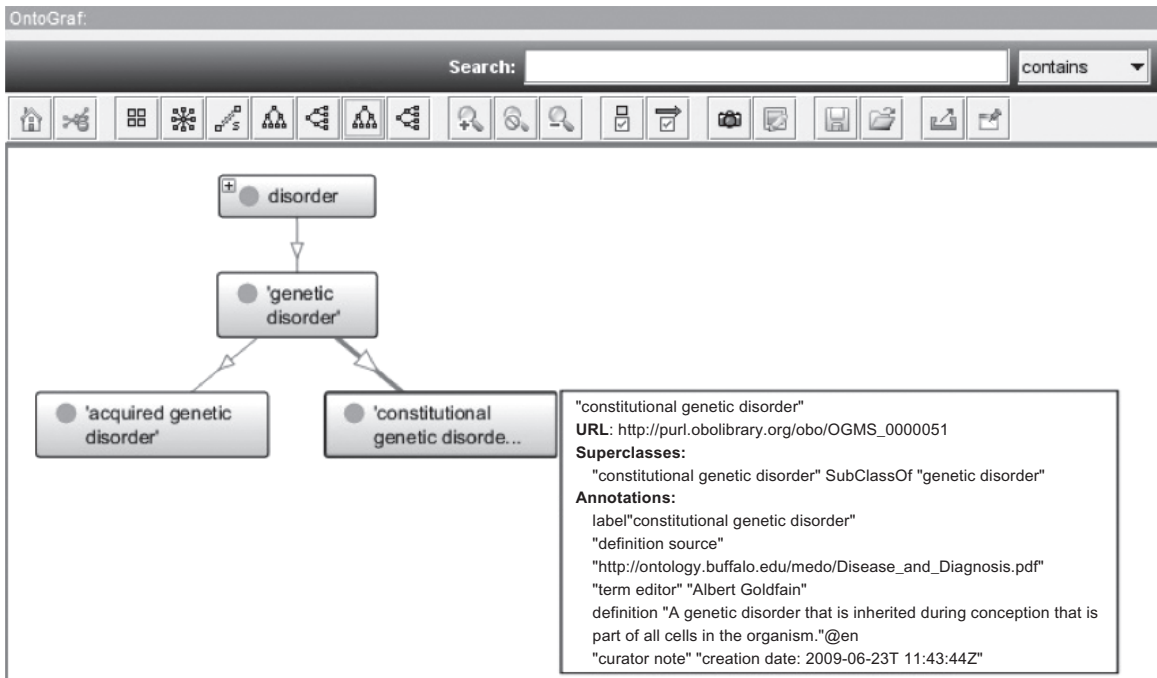 OntoGraf:
Search:
contains
disorder
'genetic
disorder'
'acquired genetic
disorder'
'constitutional
genetic disorde...
"constitutional genetic disorder"
URL: http://purl.obolibrary.org/obo/OGMS_0000051
Superclasses:
"constitutional genetic disorder" SubClassOf "genetic disorder"
Annotations:
label"constitutional genetic disorder"
"definition source"
"http://ontology.buffalo.edu/medo/Disease_and_Diagnosis.pdf"
"term editor" "Albert Goldfain"
definition "A genetic disorder that is inherited during conception that is
part of all cells in the organism."@en
"curator note" "creation date: 2009-06-23T 11:43:44Z"